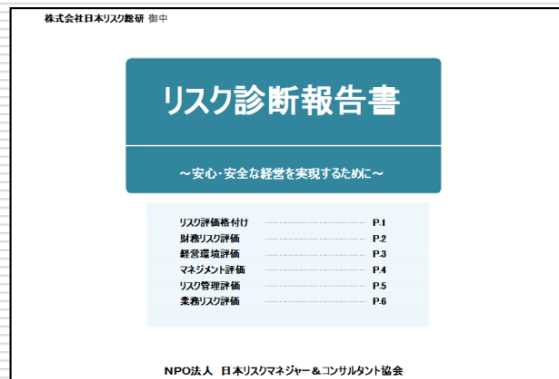 株式会社日本リスク総研 御中
リスク診断報告書
～安心・安全な経営を実現するために～
リスク評価格付け P.1
財務リスク評価 P.2
経営環境評価 P.3
マネジメント評価 P.4
リスク管理評価 P.5
業務リスク評価 P.6
NPO法人 日本リスクマネジャー＆コンサルタント協会